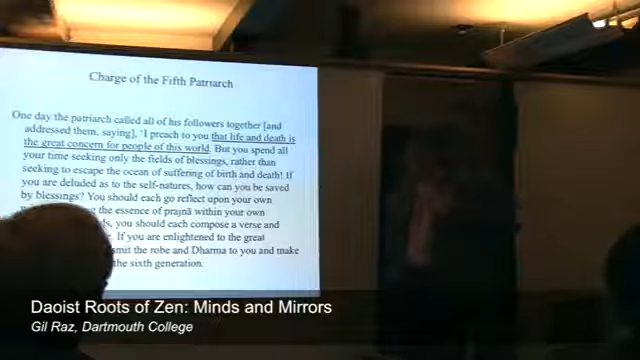 Charge of the Fifth Patriarch
One day the patriarch called all of his followers together [and
addressed them, saying], 'I preach to you that life and death is
the great concern for people of this world. But you spend all
your time seeking only the fields of blessings, rather than
seeking to escape the ocean of suffering of birth and death! If
you are deluded as to the self-natures, how can you be saved
by blessings? You should each go reflect upon your own
the essence of prajnā within your own
you should each compose a verse and
If you are enlightened to the great
the robe and Dharma to you and make
the sixth generation.
Daoist Roots of Zen: Minds and Mirrors
Gil Raz, Dartmouth College